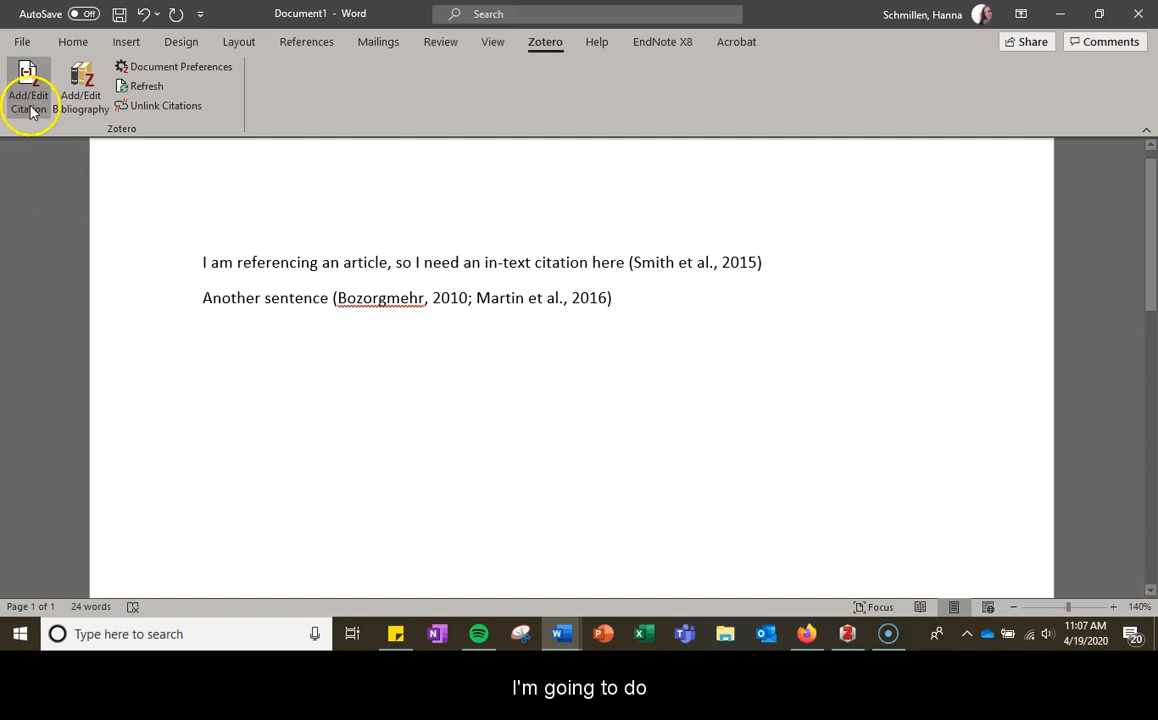 AutoSave Off Document1 - Word Search Schmillen, Hanna
File Home Insert Design Layout References Mailings Review View Zotero Help EndNote X8 Acrobat Share Comments
Add/Edit Citation
Add/Edit Bibliography
Document Preferences
Refresh
Unlink Citations
Zotero
I am referencing an article, so I need an in-text citation here (Smith et al., 2015)
Another sentence (Bozorgmehr, 2010; Martin et al., 2016)
Page 1 of 1 24 words Focus 140%
Type here to search
11:07 AM
4/19/2020
20
I'm going to do